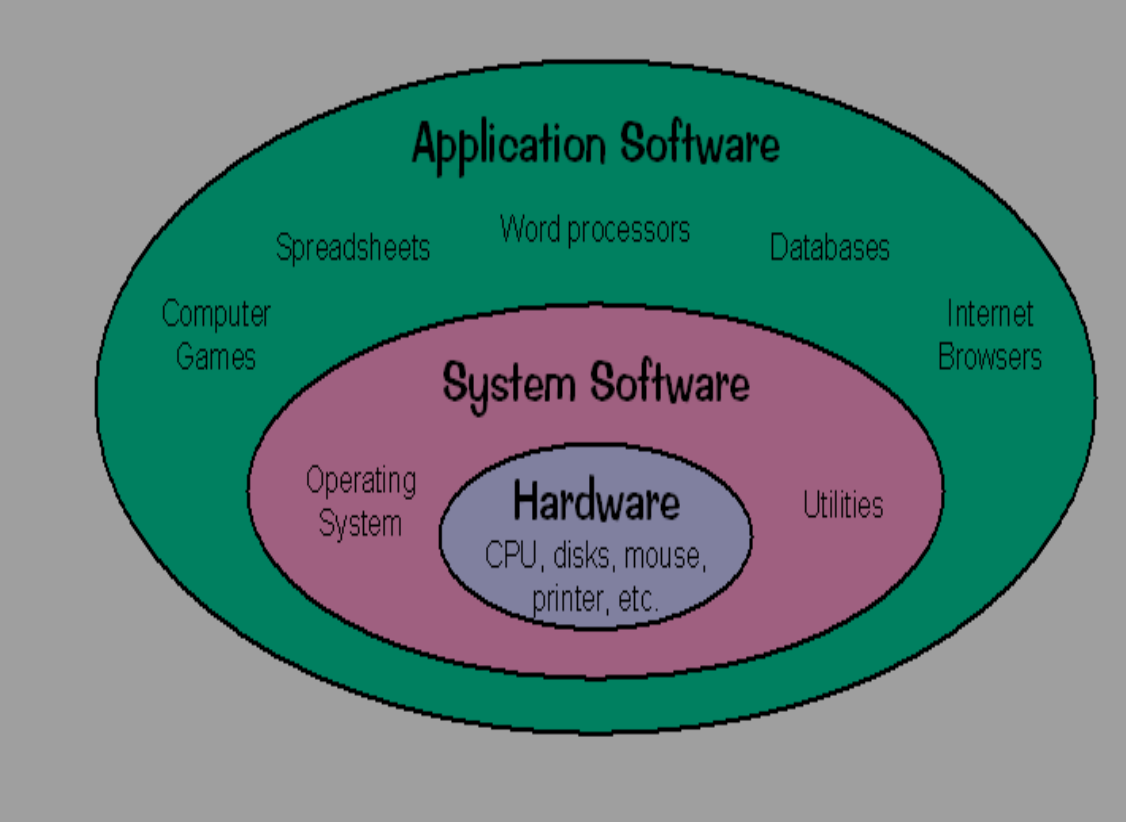 Application Software
Word processors
Spreadsheets
Databases
Computer
Games
Internet
Browsers
System Software
Operating
System
Utilities
Hardware
CPU, disks, mouse,
printer, etc.